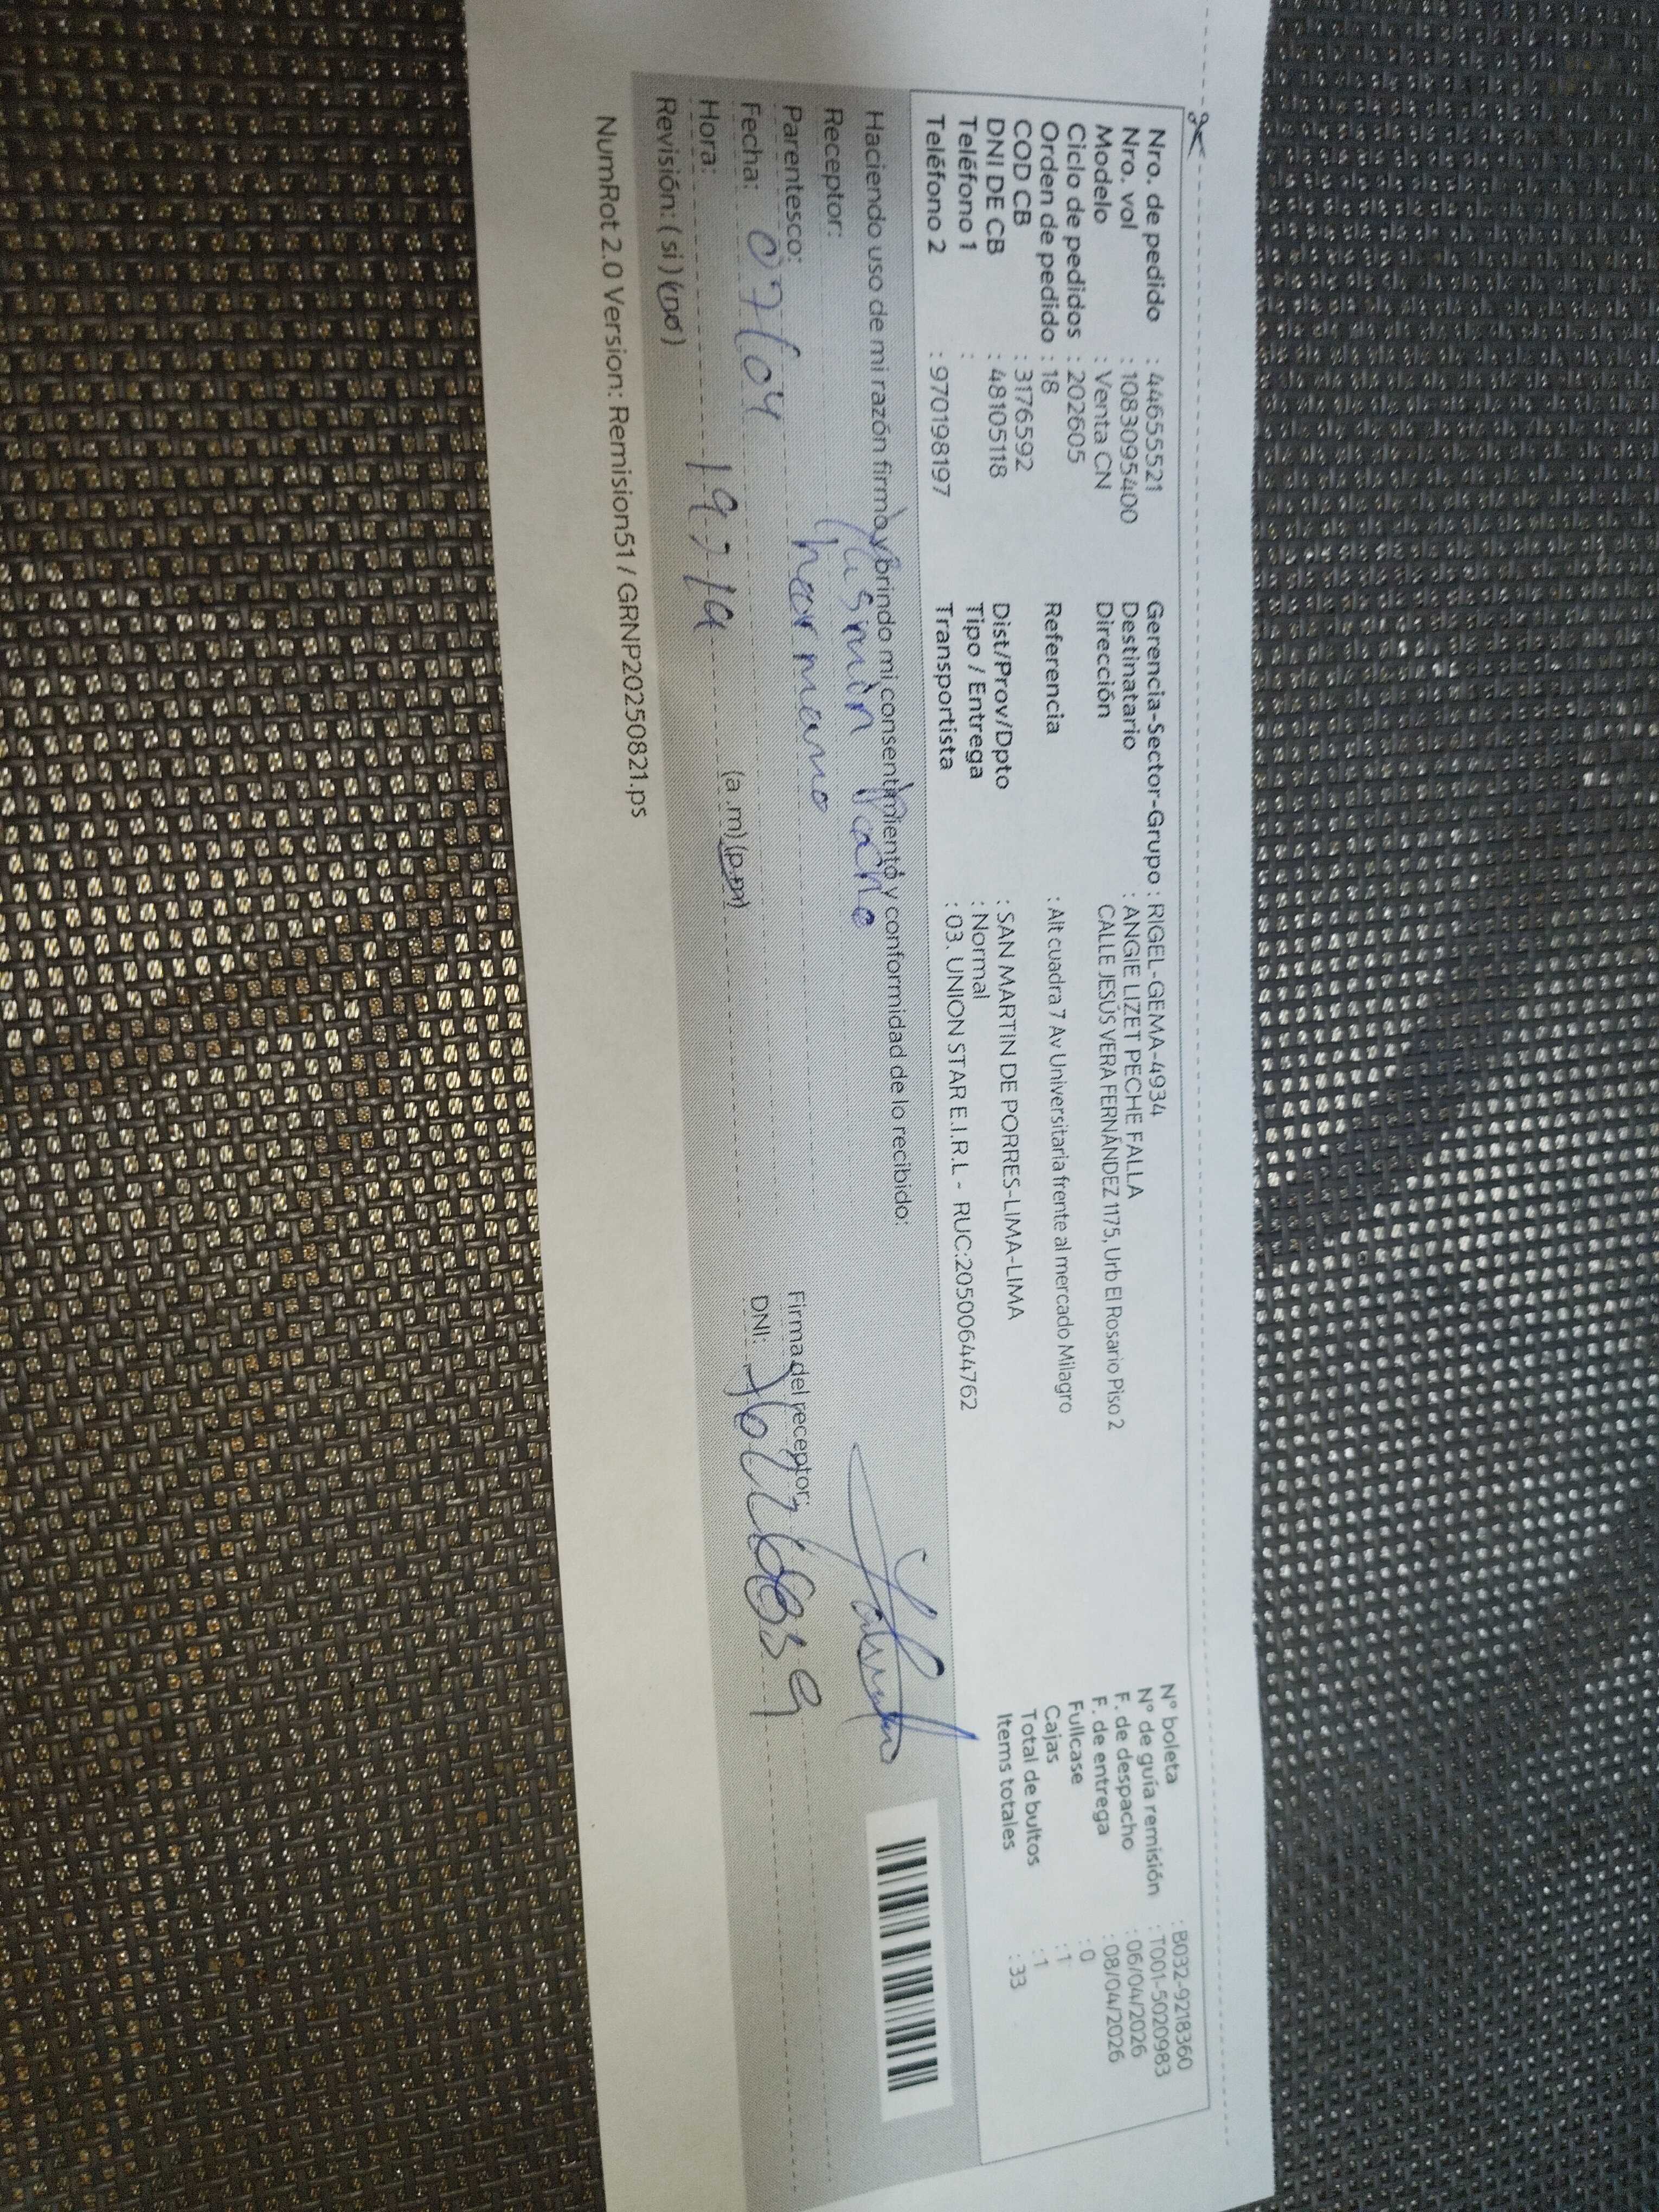 Nro. de pedido : 446555521
Nro. vol : 1083095400
Modelo : Venta CN
Ciclo de pedidos : 202605
Orden de pedido : 18
COD CB : 3176592
DNI DE CB : 48105118
Teléfono 1 :
Teléfono 2 : 970198197
Gerencia-Sector-Grupo : RIGEL-GEMA-4934
Destinatario : ANGIE LIZET PECHE FALLA
Dirección CALLE JESÚS VERA FERNÁNDEZ 1175, Urb El Rosario Piso 2
Referencia : Alt cuadra 7 Av Universitaria frente al mercado Milagro
Dist/Prov/Dpto : SAN MARTIN DE PORRES-LIMA-LIMA
Tipo / Entrega : Normal
Transportista : 03. UNION STAR E.I.R.L - RUC:20500644762
N° boleta : B032-9218360
N° de guía remisión : T001-5020983
F. de despacho : 06/04/2026
F. de entrega : 08/04/2026
Fullcase : 0
Cajas : 1
Total de bultos : 1
Items totales : 33
Haciendo uso de mi razón firmo y brindo mi consentimiento y conformidad de lo recibido:
Receptor: Yasmin Peche
Parentesco: hermano
Fecha: 07/04
Hora: (a .m) (p.m)
Revisión: ( si ) (no )
Firma del receptor:
DNI:
NumRot 2.0 Version: Remision51 / GRNP20250821.ps